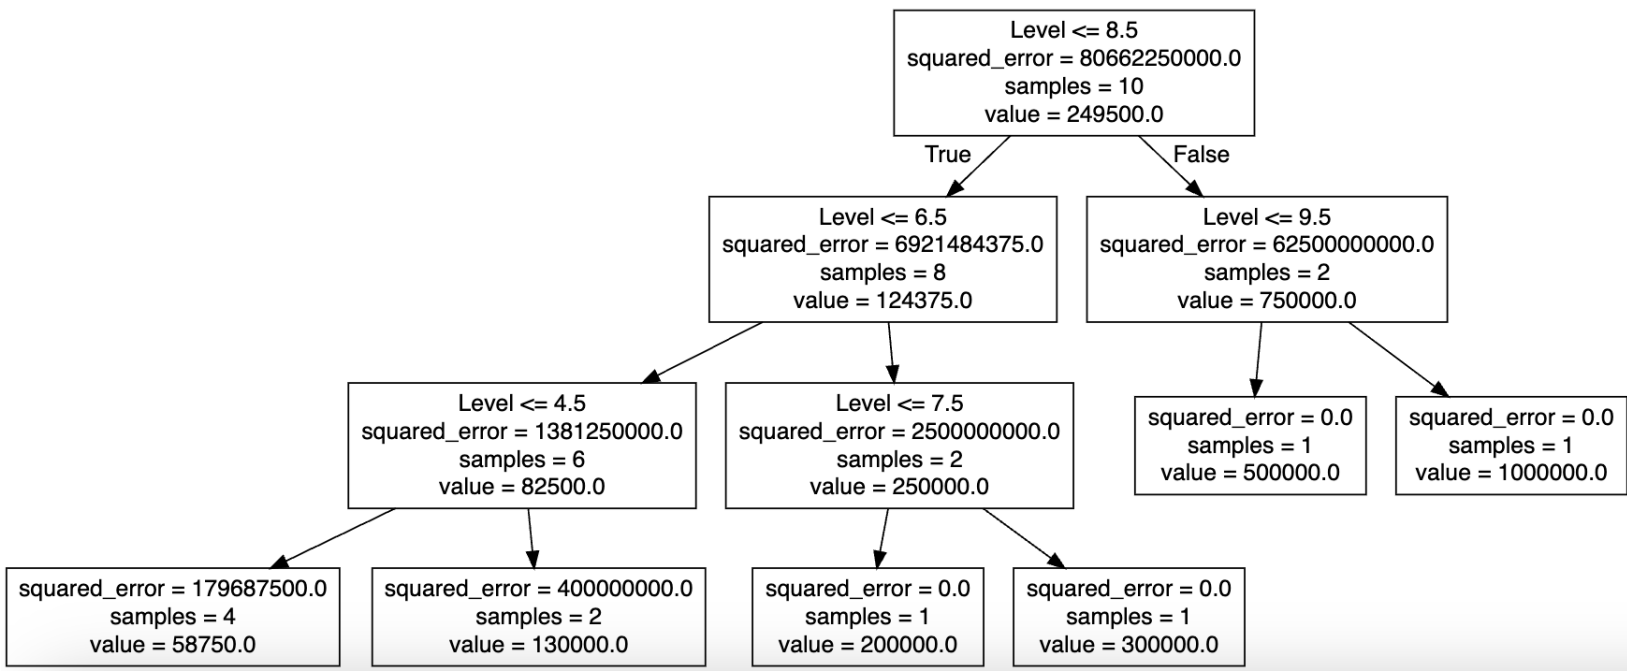 Level <= 8.5
squared_error = 80662250000.0
samples = 10
value = 249500.0
True
False
Level <= 6.5
squared_error = 6921484375.0
samples = 8
value = 124375.0
Level <= 9.5
squared_error = 62500000000.0
samples = 2
value = 750000.0
Level <= 4.5
squared_error = 1381250000.0
samples = 6
value = 82500.0
Level <= 7.5
squared_error = 2500000000.0
samples = 2
value = 250000.0
squared_error = 0.0
samples = 1
value = 500000.0
squared_error = 0.0
samples = 1
value = 1000000.0
squared_error = 179687500.0
samples = 4
value = 58750.0
squared_error = 400000000.0
samples = 2
value = 130000.0
squared_error = 0.0
samples = 1
value = 200000.0
squared_error = 0.0
samples = 1
value = 300000.0